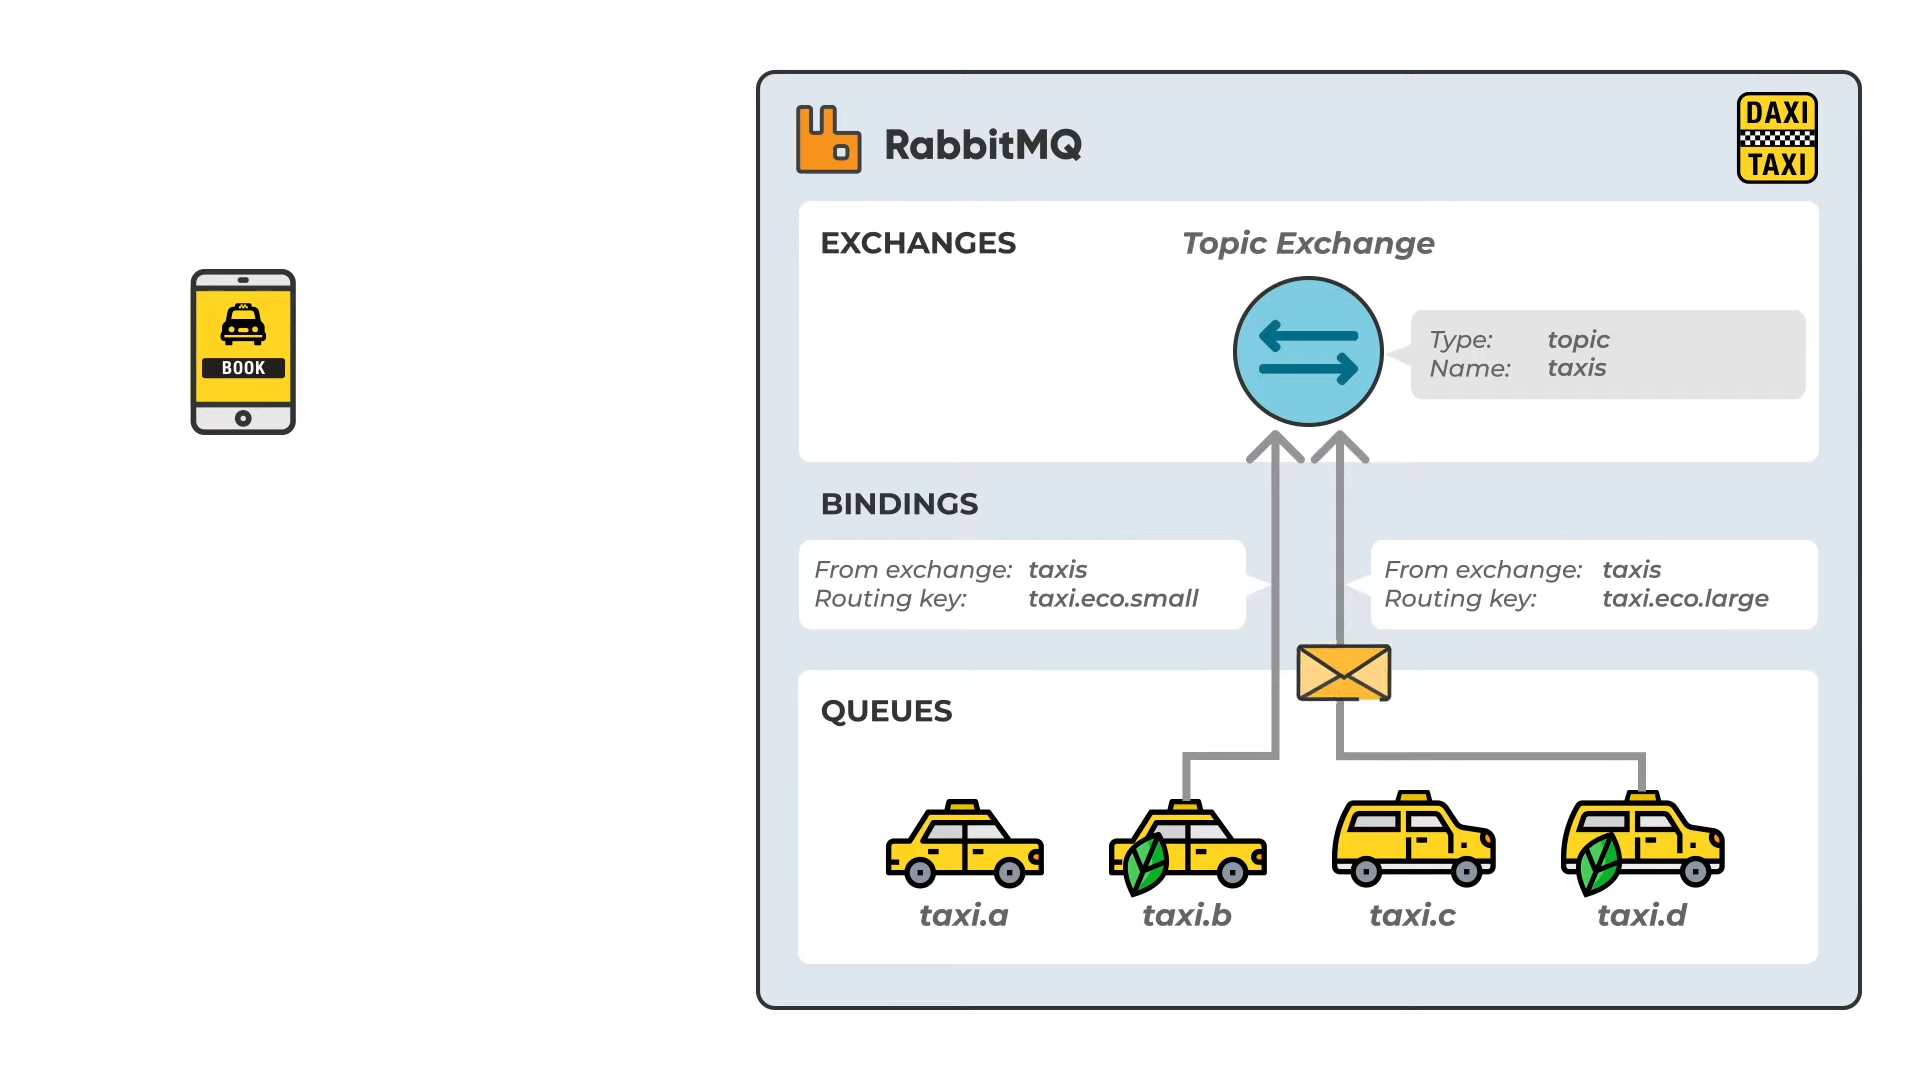 RabbitMQ
DAXI
TAXI
EXCHANGES
Topic Exchange
BOOK
Type: topic
Name: taxis
BINDINGS
From exchange: taxis
Routing key: taxi.eco.small
From exchange: taxis
Routing key: taxi.eco.large
QUEUES
taxi.a
taxi.b
taxi.c
taxi.d